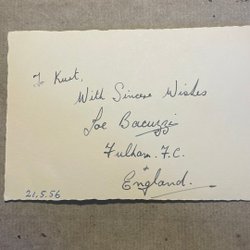 To Kurt,
With Sincere Wishes
Joe Bacuzzi
Fulham. F.C.
&
England.
21.5.56